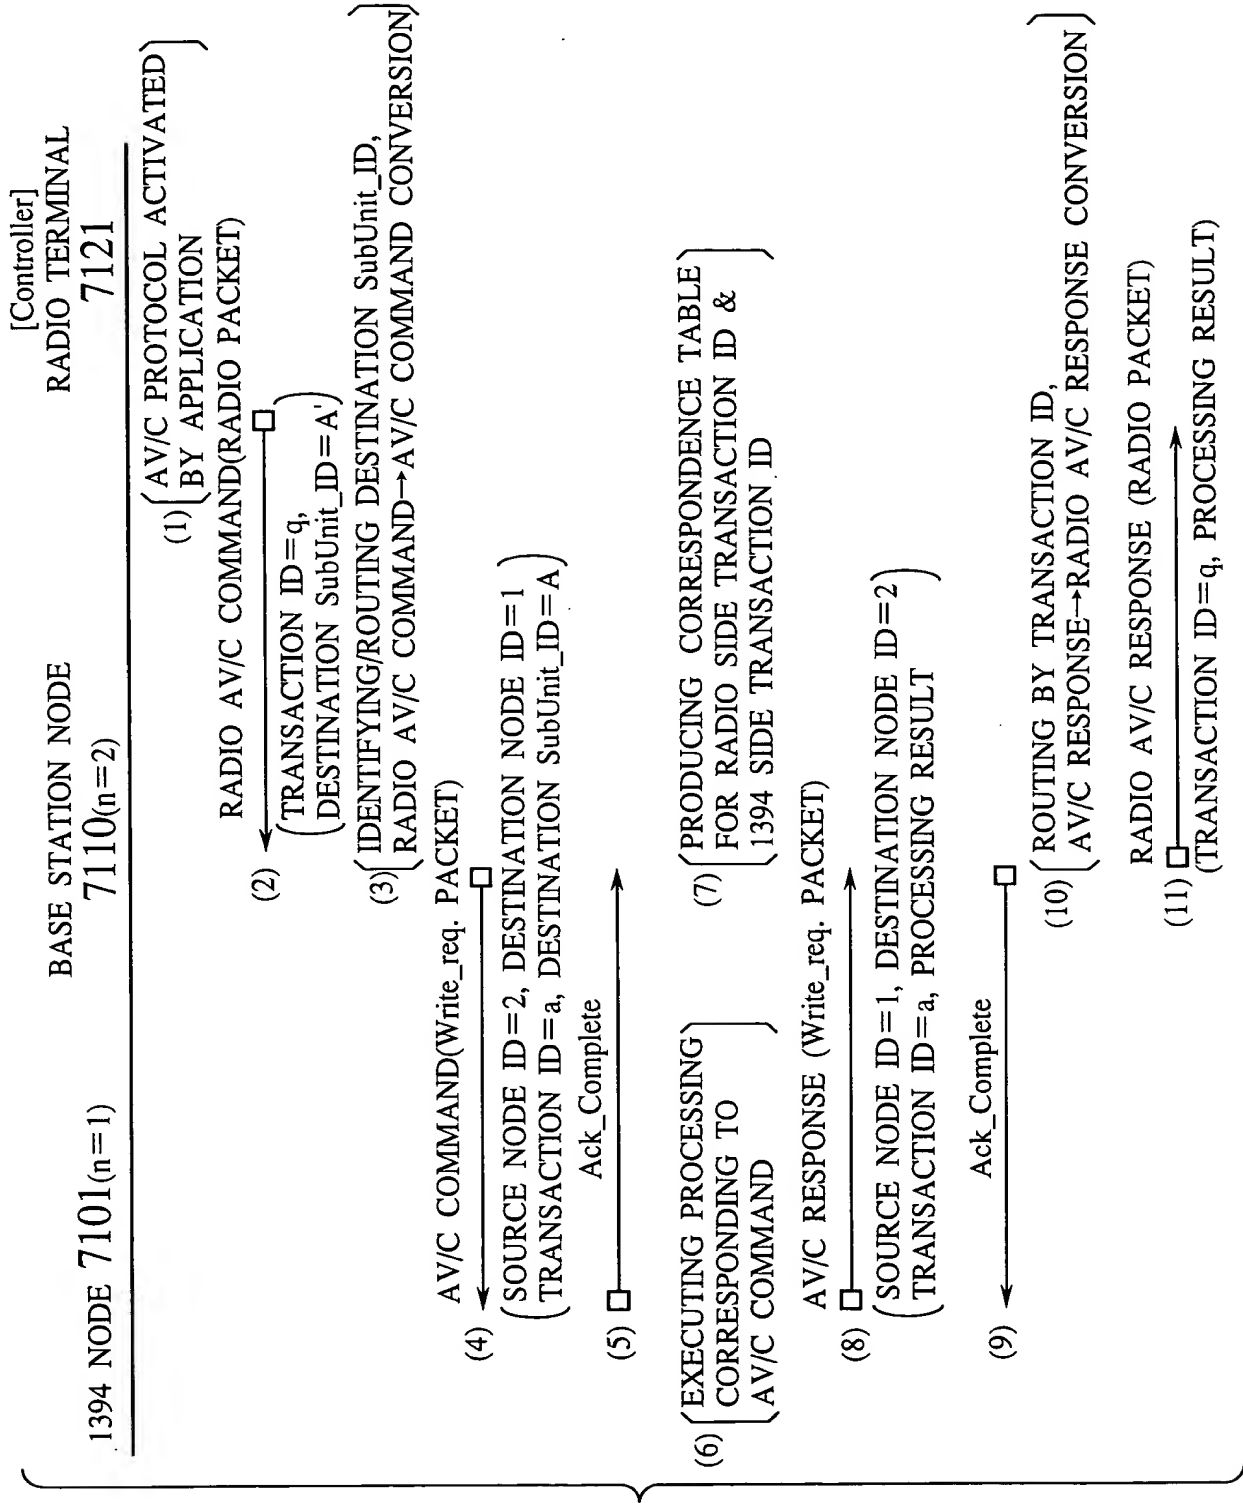 [Controller]
1394 NODE 7101(n=1)
BASE STATION NODE
7110(n=2)
RADIO TERMINAL
7121
(1) AV/C PROTOCOL ACTIVATED
BY APPLICATION
RADIO AV/C COMMAND(RADIO PACKET)
(2)
(TRANSACTION ID=q,
DESTINATION SubUnit_ID=A')
(3) IDENTIFYING/ROUTING DESTINATION SubUnit_ID,
RADIO AV/C COMMAND→AV/C COMMAND CONVERSION
AV/C COMMAND(Write_req. PACKET)
(4)
(SOURCE NODE ID=2, DESTINATION NODE ID=1
TRANSACTION ID=a, DESTINATION SubUnit_ID=A)
Ack_Complete
(5)
(6) EXECUTING PROCESSING
CORRESPONDING TO
AV/C COMMAND
(7) PRODUCING CORRESPONDENCE TABLE
FOR RADIO SIDE TRANSACTION ID &
1394 SIDE TRANSACTION ID
AV/C RESPONSE (Write_req. PACKET)
(8)
(SOURCE NODE ID=1, DESTINATION NODE ID=2
TRANSACTION ID=a, PROCESSING RESULT)
Ack_Complete
(9)
(10) ROUTING BY TRANSACTION ID,
AV/C RESPONSE→RADIO AV/C RESPONSE CONVERSION
RADIO AV/C RESPONSE (RADIO PACKET)
(11)
(TRANSACTION ID=q, PROCESSING RESULT)